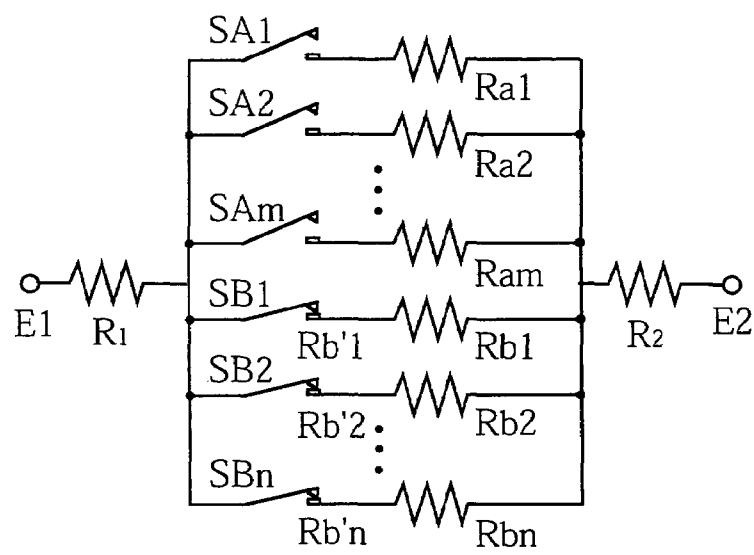 SA1
Ra1
SA2
Ra2
SAm
Ram
E1
R1
SB1
Rb'1
Rb1
R2
E2
SB2
Rb'2
Rb2
SBn
Rb'n
Rbn